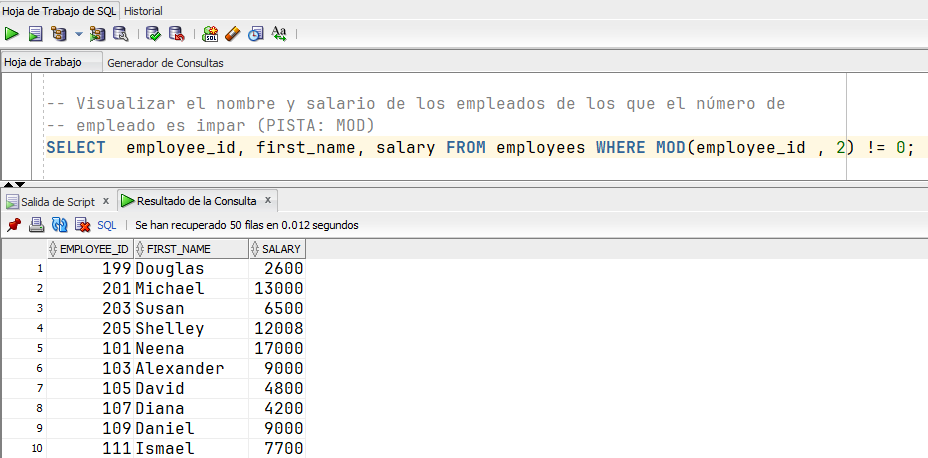 Hoja de Trabajo de SQL Historial
SQL Aa
Hoja de Trabajo Generador de Consultas
-- Visualizar el nombre y salario de los empleados de los que el número de
-- empleado es impar (PISTA: MOD)
SELECT  employee_id, first_name, salary FROM employees WHERE MOD(employee_id , 2) != 0;
Salida de Script x Resultado de la Consulta x
SQL | Se han recuperado 50 filas en 0.012 segundos
EMPLOYEE_ID FIRST_NAME SALARY
1 199 Douglas 2600
2 201 Michael 13000
3 203 Susan 6500
4 205 Shelley 12008
5 101 Neena 17000
6 103 Alexander 9000
7 105 David 4800
8 107 Diana 4200
9 109 Daniel 9000
10 111 Ismael 7700